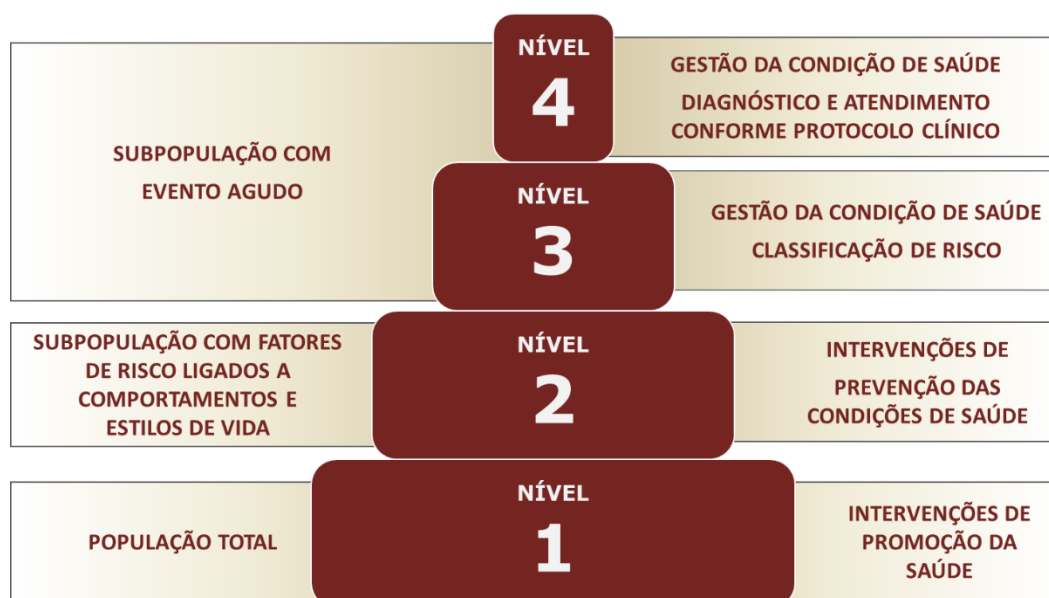 NÍVEL
4
GESTÃO DA CONDIÇÃO DE SAÚDE
DIAGNÓSTICO E ATENDIMENTO
CONFORME PROTOCOLO CLÍNICO
SUBPOPULAÇÃO COM
EVENTO AGUDO
NÍVEL
3
GESTÃO DA CONDIÇÃO DE SAÚDE
CLASSIFICAÇÃO DE RISCO
SUBPOPULAÇÃO COM FATORES
DE RISCO LIGADOS A
COMPORTAMENTOS E
ESTILOS DE VIDA
NÍVEL
2
INTERVENÇÕES DE
PREVENÇÃO DAS
CONDIÇÕES DE SAÚDE
POPULAÇÃO TOTAL
NÍVEL
1
INTERVENÇÕES DE
PROMOÇÃO DA
SAÚDE